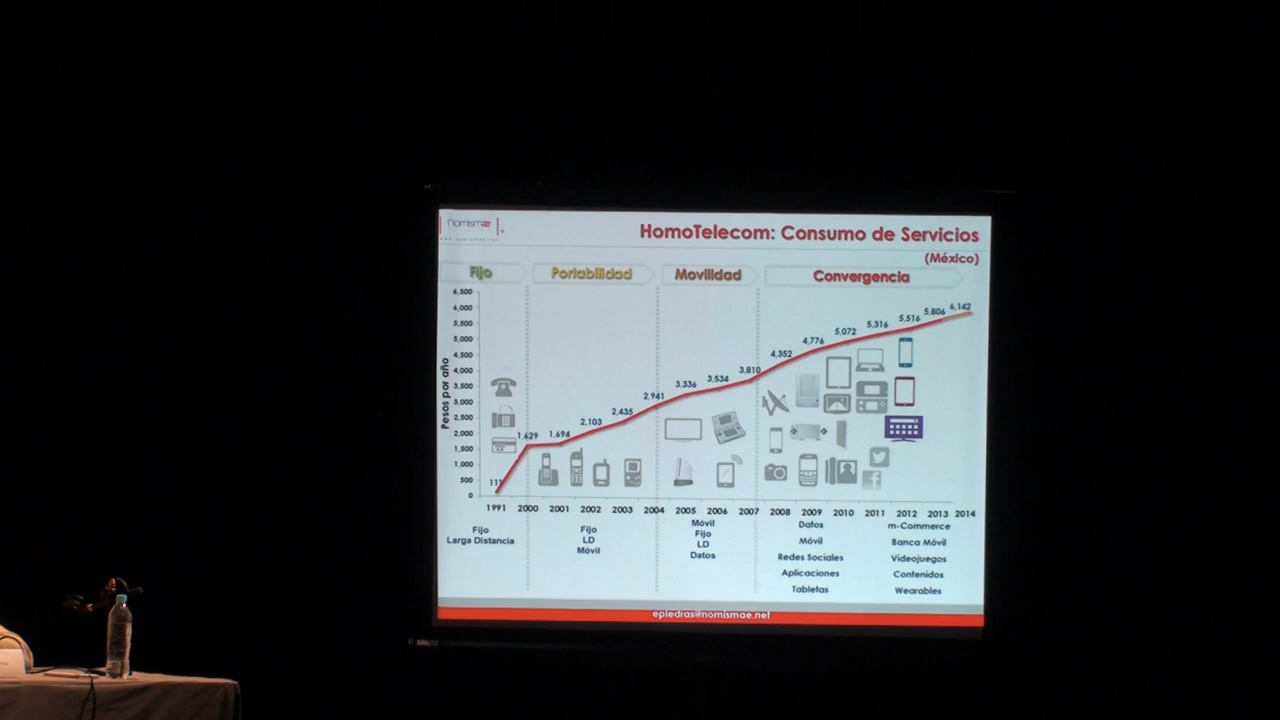 nomismæ
HomoTelecom: Consumo de Servicios
(México)
Fijo
Portabilidad
Movilidad
Convergencia
Pesos por año
6,500
6,000
5,500
5,000
4,500
4,000
3,500
3,000
2,500
2,000
1,500
1,000
500
0
111
1,629
1,694
2,103
2,435
2,941
3,336
3,534
3,810
4,352
4,776
5,072
5,316
5,516
5,806
6,142
1991 2000 2001 2002 2003 2004 2005 2006 2007 2008 2009 2010 2011 2012 2013 2014
Fijo
Larga Distancia
Fijo
LD
Móvil
Móvil
Fijo
LD
Datos
Datos
Móvil
Redes Sociales
Aplicaciones
Tabletas
m-Commerce
Banca Móvil
Videojuegos
Contenidos
Wearables
epiedras@nomismae.net